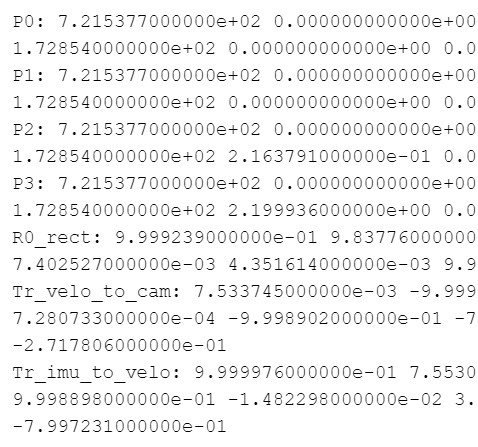 P0: 7.215377000000e+02 0.000000000000e+00
1.728540000000e+02 0.000000000000e+00 0.0
P1: 7.215377000000e+02 0.000000000000e+00
1.728540000000e+02 0.000000000000e+00 0.0
P2: 7.215377000000e+02 0.000000000000e+00
1.728540000000e+02 2.163791000000e-01 0.0
P3: 7.215377000000e+02 0.000000000000e+00
1.728540000000e+02 2.199936000000e+00 0.0
R0_rect: 9.999239000000e-01 9.83776000000
7.402527000000e-03 4.351614000000e-03 9.9
Tr_velo_to_cam: 7.533745000000e-03 -9.999
7.280733000000e-04 -9.998902000000e-01 -7
-2.717806000000e-01
Tr_imu_to_velo: 9.999976000000e-01 7.5530
9.998898000000e-01 -1.482298000000e-02 3.
-7.997231000000e-01